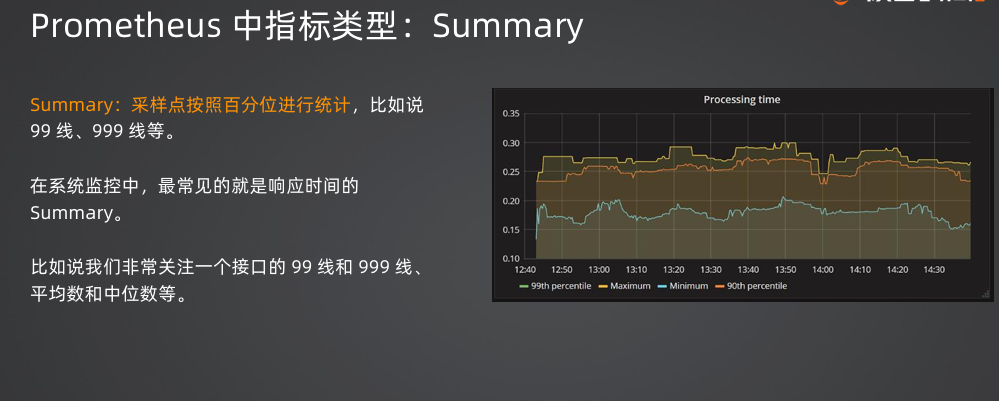 Prometheus 中指标类型：Summary
Summary：采样点按照百分位进行统计，比如说
99 线、999 线等。
在系统监控中，最常见的就是响应时间的
Summary。
比如说我们非常关注一个接口的 99 线和 999 线、
平均数和中位数等。
Processing time
0.35
0.30
0.25
0.20
0.15
0.10
12:40 12:50 13:00 13:10 13:20 13:30 13:40 13:50 14:00 14:10 14:20 14:30
99th percentile Maximum Minimum 90th percentile